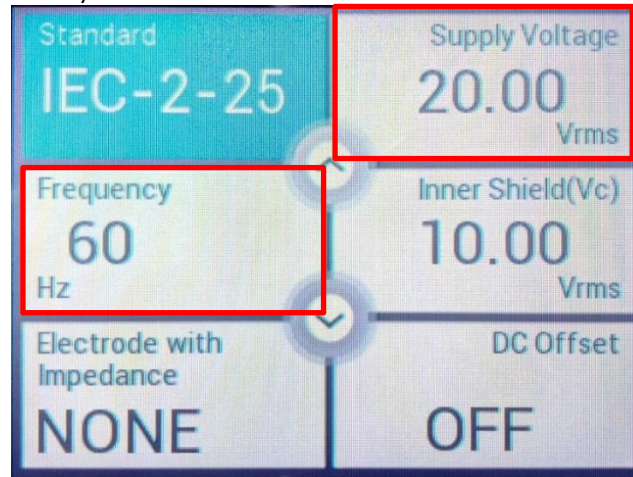 Standard
IEC-2-25
Supply Voltage
20.00
Vrms
Frequency
60
Hz
Inner Shield(Vc)
10.00
Vrms
Electrode with
Impedance
NONE
DC Offset
OFF